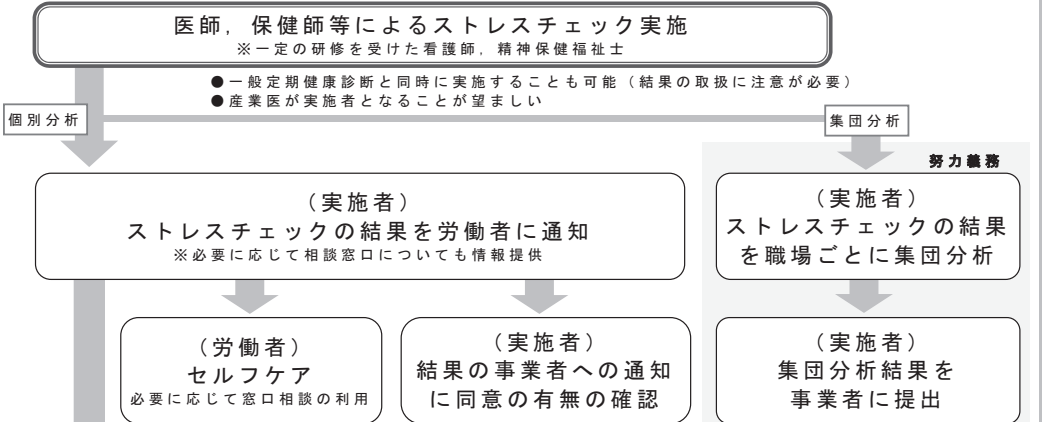 医師，保健師等によるストレスチェック実施
※一定の研修を受けた看護師，精神保健福祉士
●一般定期健康診断と同時に実施することも可能（結果の取扱に注意が必要）
●産業医が実施者となることが望ましい
個別分析
集団分析
努力義務
（実施者）
ストレスチェックの結果を労働者に通知
※必要に応じて相談窓口についても情報提供
（実施者）
ストレスチェックの結果
を職場ごとに集団分析
（労働者）
セルフケア
必要に応じて窓口相談の利用
（実施者）
結果の事業者への通知
に同意の有無の確認
（実施者）
集団分析結果を
事業者に提出